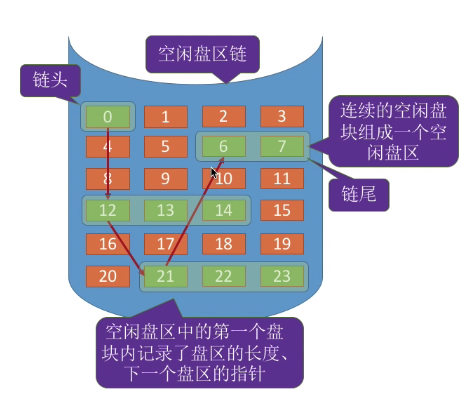 空闲盘区链
链头
0 1 2 3
4 5 6 7
8 9 10 11
12 13 14 15
16 17 18 19
20 21 22 23
连续的空闲盘
块组成一个空
闲盘区
链尾
空闲盘区中的第一个盘
块内记录了盘区的长度、
下一个盘区的指针